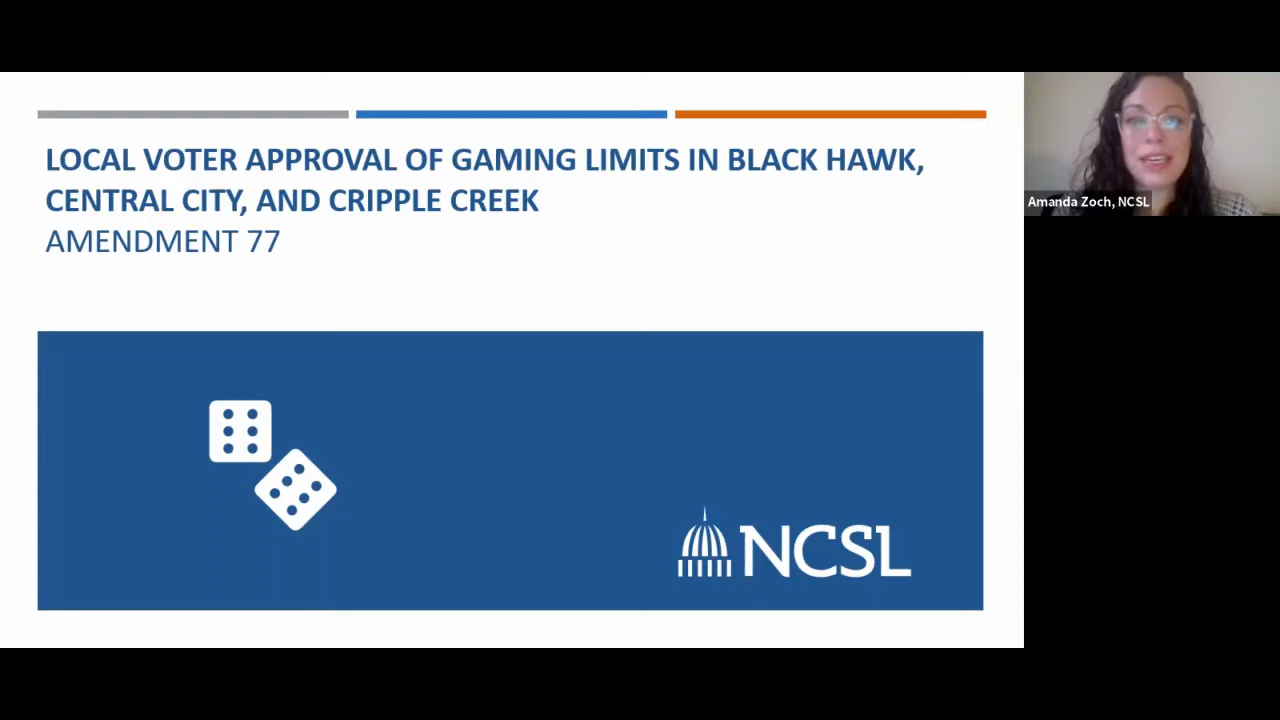 LOCAL VOTER APPROVAL OF GAMING LIMITS IN BLACK HAWK,
CENTRAL CITY, AND CRIPPLE CREEK
AMENDMENT 77
Amanda Zoch, NCSL
NCSL